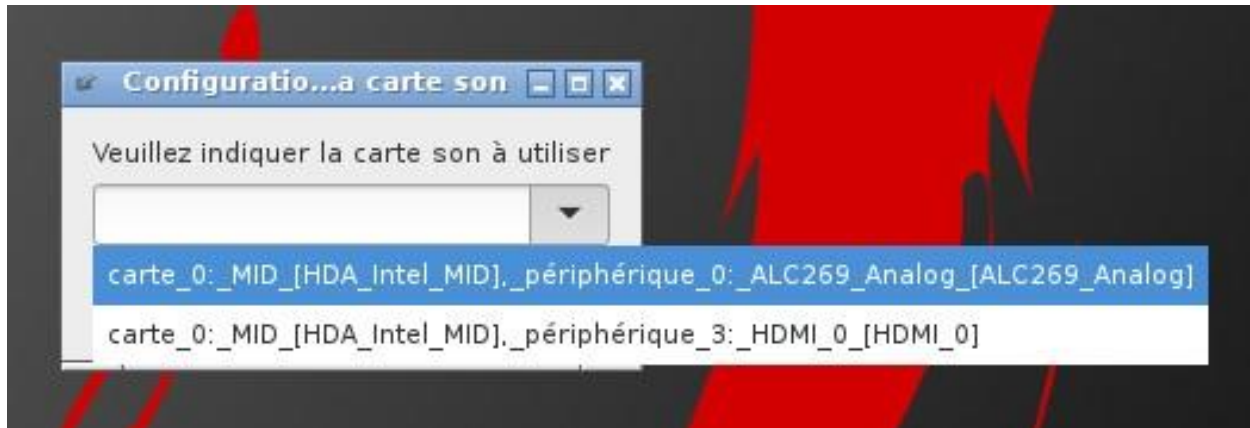 Configuratio...a carte son
Veuillez indiquer la carte son à utiliser
carte_0:_MID_[HDA_Intel_MID],_périphérique_0:_ALC269_Analog_[ALC269_Analog]
carte_0:_MID_[HDA_Intel_MID],_périphérique_3:_HDMI_0_[HDMI_0]